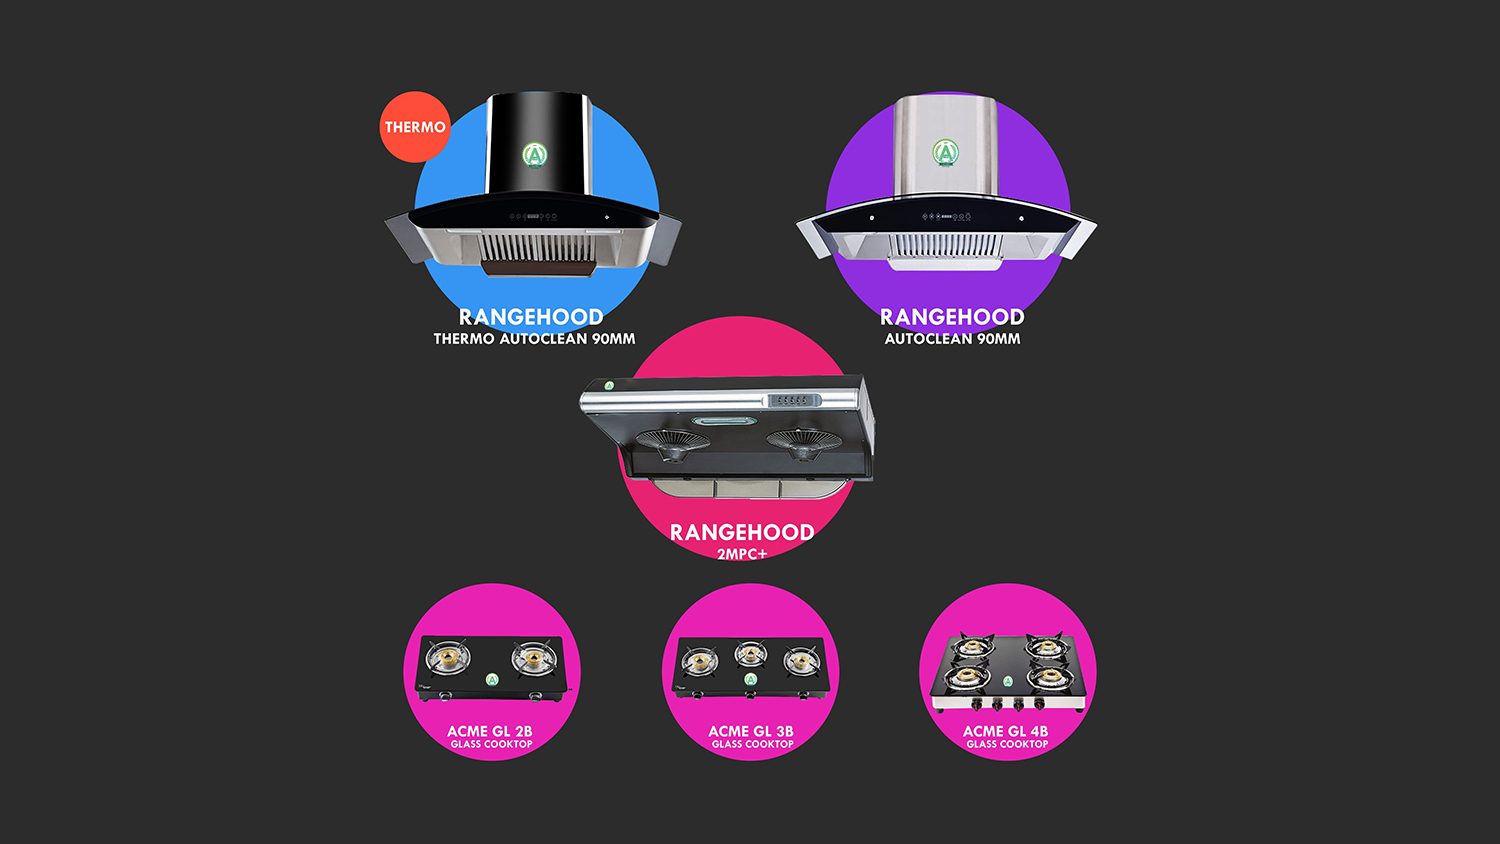 THERMO
RANGEHOOD
THERMO AUTOCLEAN 90MM
RANGEHOOD
AUTOCLEAN 90MM
RANGEHOOD
2MPC+
ACME GL 2B
GLASS COOKTOP
ACME GL 3B
GLASS COOKTOP
ACME GL 4B
GLASS COOKTOP